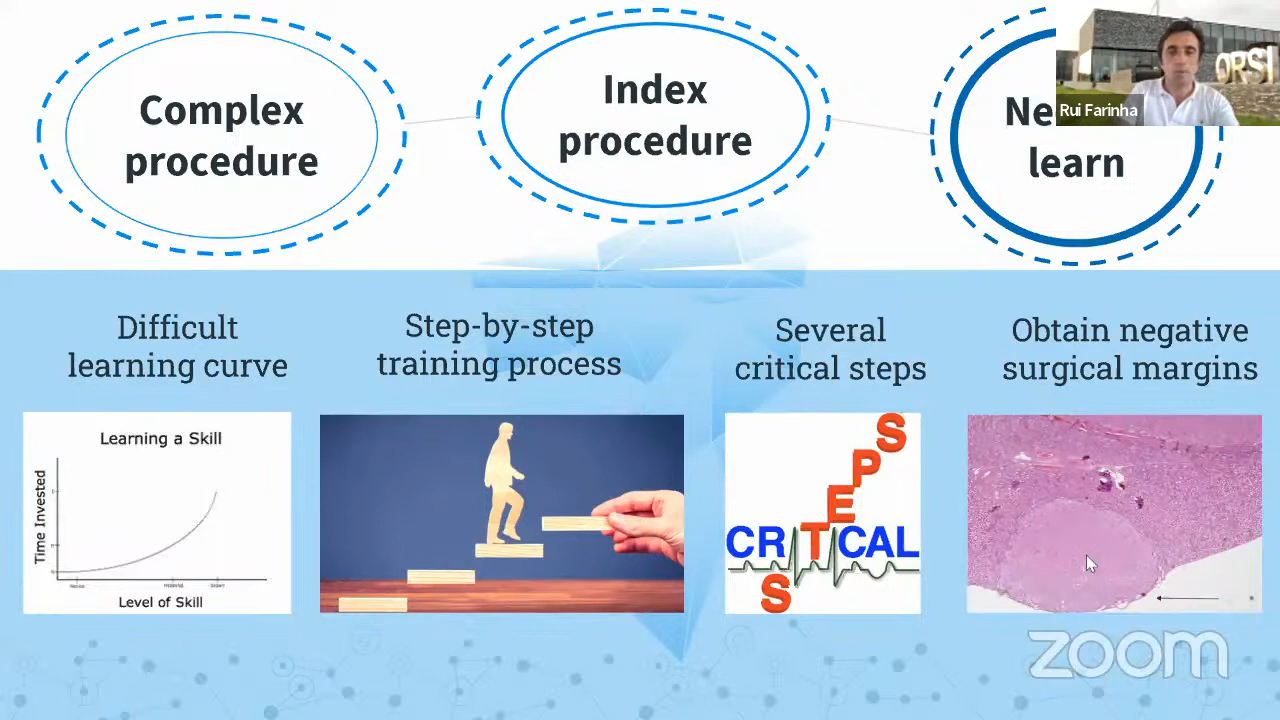 Complex
procedure
Index
procedure
Ne
learn
ORSI
Rui Farinha
Difficult
learning curve
Step-by-step
training process
Several
critical steps
Obtain negative
surgical margins
Learning a Skill
Time Invested
Level of Skill
CRITICAL
STEPS
zoom